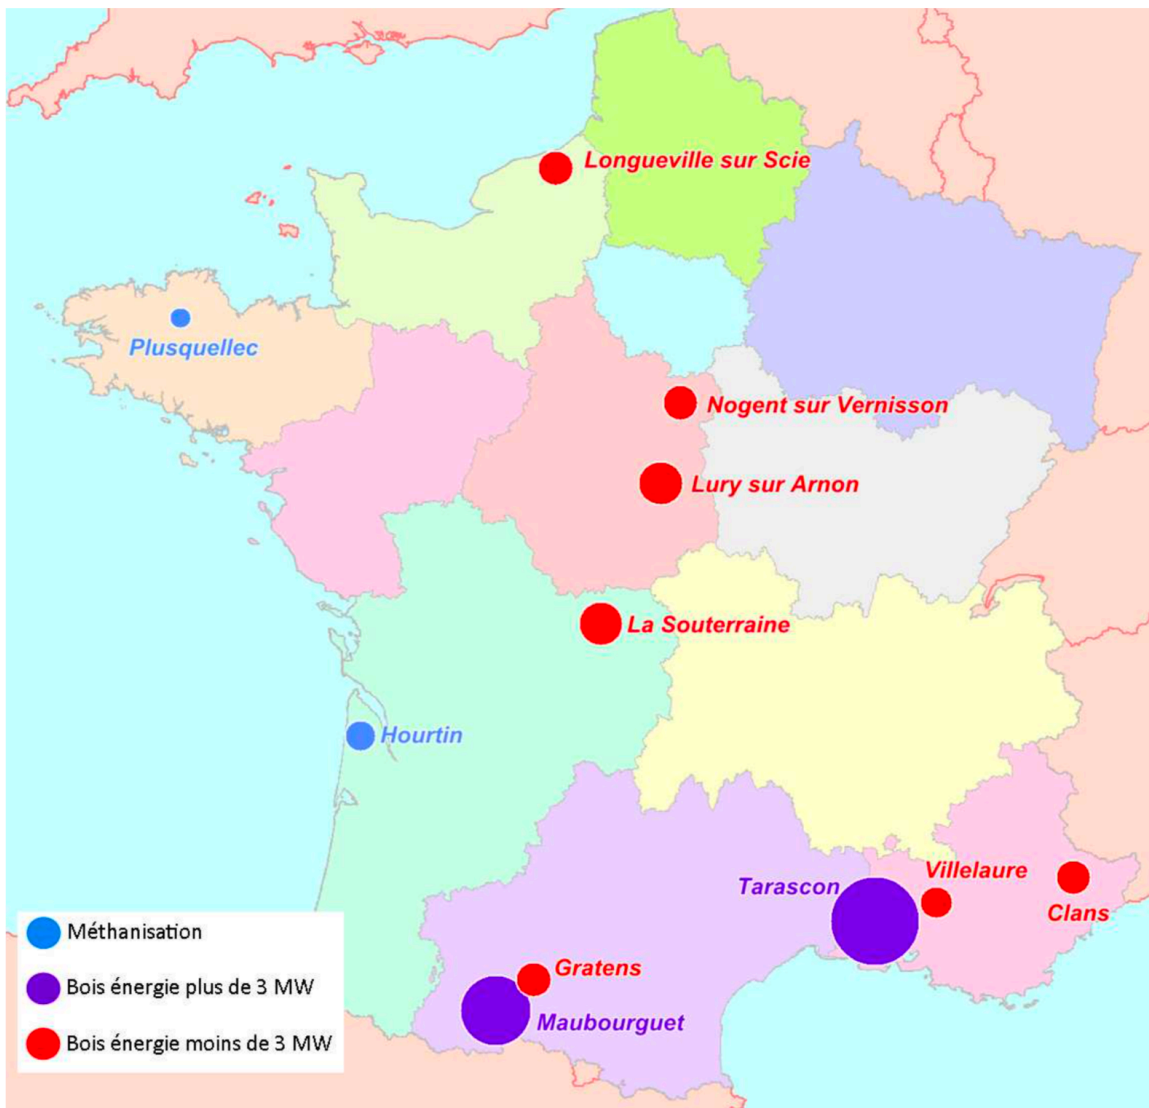 Longueville sur Scie
Plusquellec
Nogent sur Vernisson
Lury sur Arnon
La Souterraine
Hourtin
Villelaure
Tarascon
Clans
Gratens
Maubourguet
Méthanisation
Bois énergie plus de 3 MW
Bois énergie moins de 3 MW